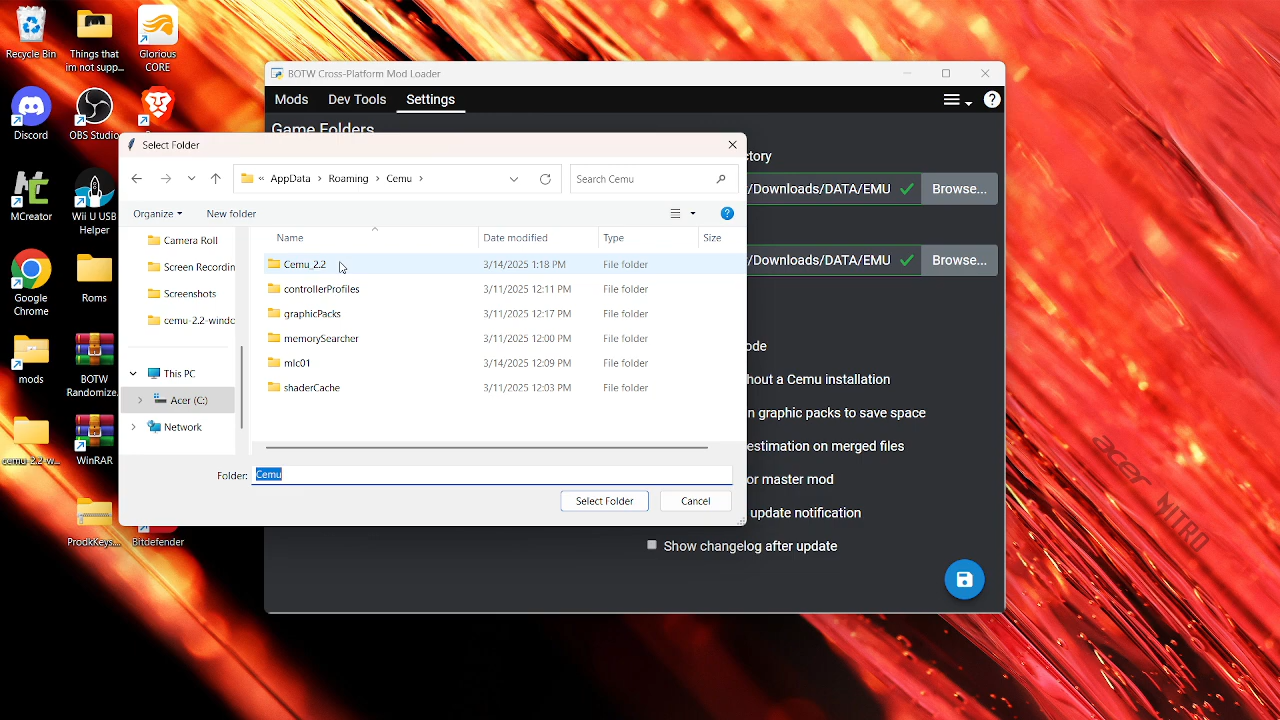 Recycle Bin
Things that
im not supp...
Glorious
CORE
Discord
OBS Studio
MCreator
Wii U USB
Helper
Google
Chrome
Roms
mods
BOTW
Randomize...
cemu_2.2-w...
WinRAR
ProdkKeys....
Bitdefender
BOTW Cross-Platform Mod Loader
Mods Dev Tools Settings
Game Folders
/Downloads/DATA/EMU Browse...
/Downloads/DATA/EMU Browse...
hout a Cemu installation
n graphic packs to save space
estimation on merged files
or master mod
update notification
Show changelog after update
Select Folder
« AppData › Roaming › Cemu ›
Search Cemu
Organize New folder
Camera Roll
Screen Recordin
Screenshots
cemu-2.2-windo
This PC
Acer (C:)
Network
Name Date modified Type Size
Cemu_2.2 3/14/2025 1:18 PM File folder
controllerProfiles 3/11/2025 12:11 PM File folder
graphicPacks 3/11/2025 12:17 PM File folder
memorySearcher 3/11/2025 12:00 PM File folder
mlc01 3/14/2025 12:09 PM File folder
shaderCache 3/11/2025 12:03 PM File folder
Folder: Cemu
Select Folder Cancel
acer NITRO